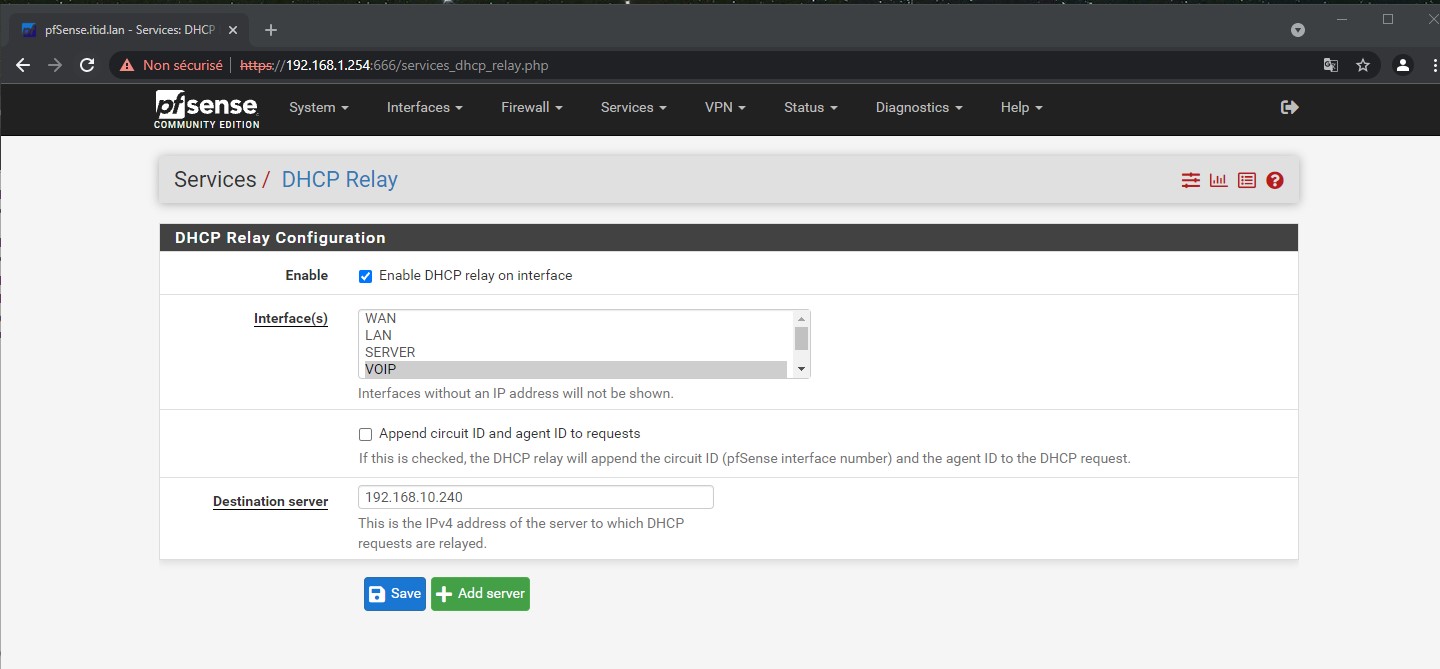 pfSense.itid.lan - Services: DHCP
Non sécurisé https://192.168.1.254:666/services_dhcp_relay.php
pfsense
COMMUNITY EDITION
System Interfaces Firewall Services VPN Status Diagnostics Help
Services / DHCP Relay
DHCP Relay Configuration
Enable Enable DHCP relay on interface
Interface(s) WAN
LAN
SERVER
VOIP
Interfaces without an IP address will not be shown.
Append circuit ID and agent ID to requests
If this is checked, the DHCP relay will append the circuit ID (pfSense interface number) and the agent ID to the DHCP request.
Destination server 192.168.10.240
This is the IPv4 address of the server to which DHCP
requests are relayed.
Save Add server